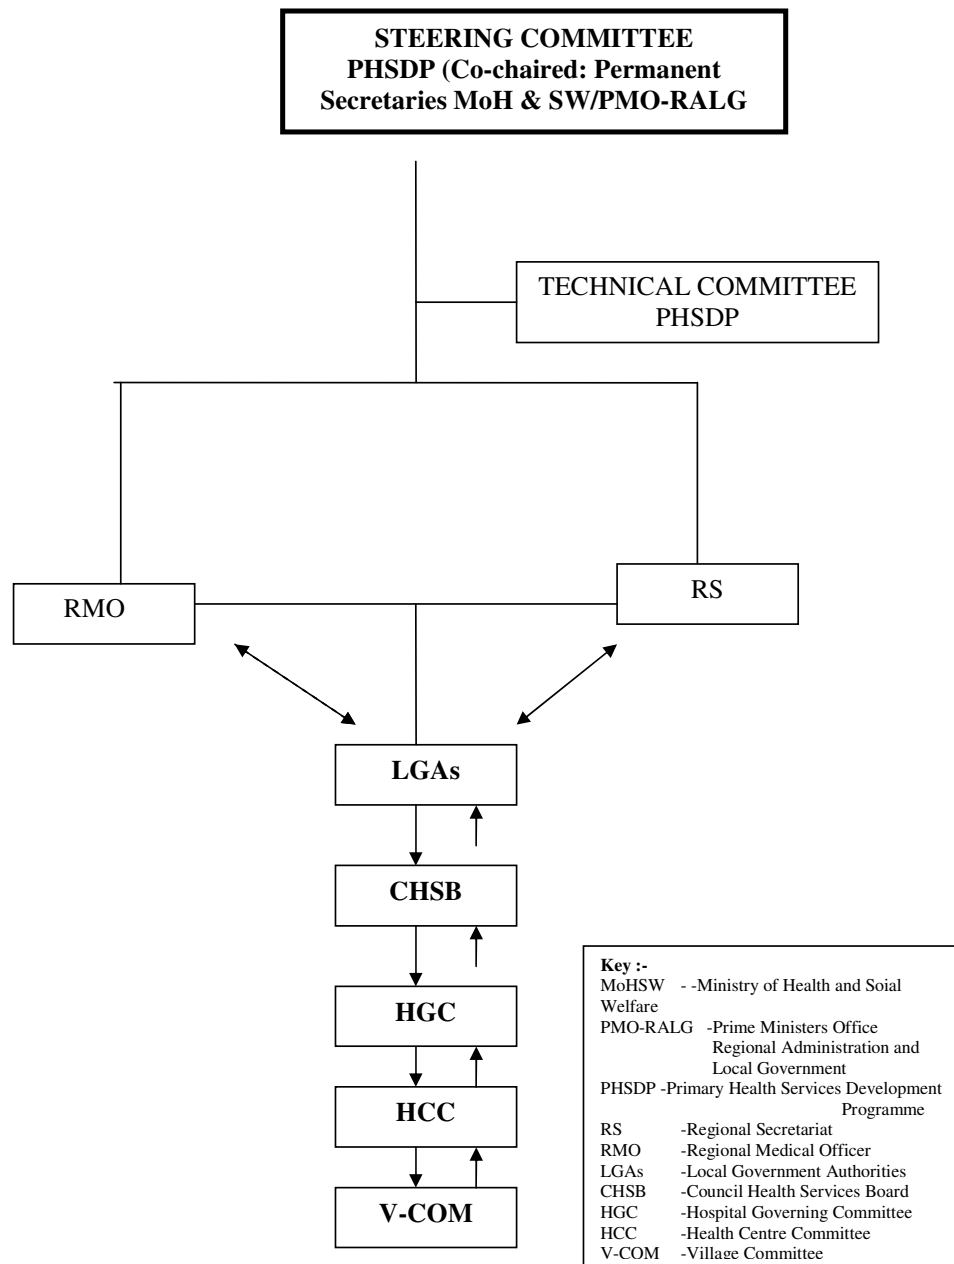 STEERING COMMITTEE
PHSDP (Co-chaired: Permanent
Secretaries MoH & SW/PMO-RALG
TECHNICAL COMMITTEE
PHSDP
RMO
RS
LGAs
CHSB
HGC
HCC
V-COM
Key :-
MoHSW - -Ministry of Health and Soial
Welfare
PMO-RALG -Prime Ministers Office
Regional Administration and
Local Government
PHSDP -Primary Health Services Development
Programme
RS -Regional Secretariat
RMO -Regional Medical Officer
LGAs -Local Government Authorities
CHSB -Council Health Services Board
HGC -Hospital Governing Committee
HCC -Health Centre Committee
V-COM -Village Committee